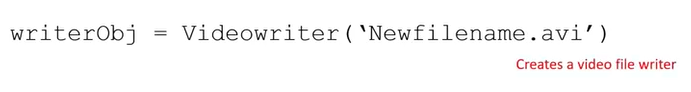 writerObj = Videowriter(‘Newfilename.avi’)
Creates a video file writer